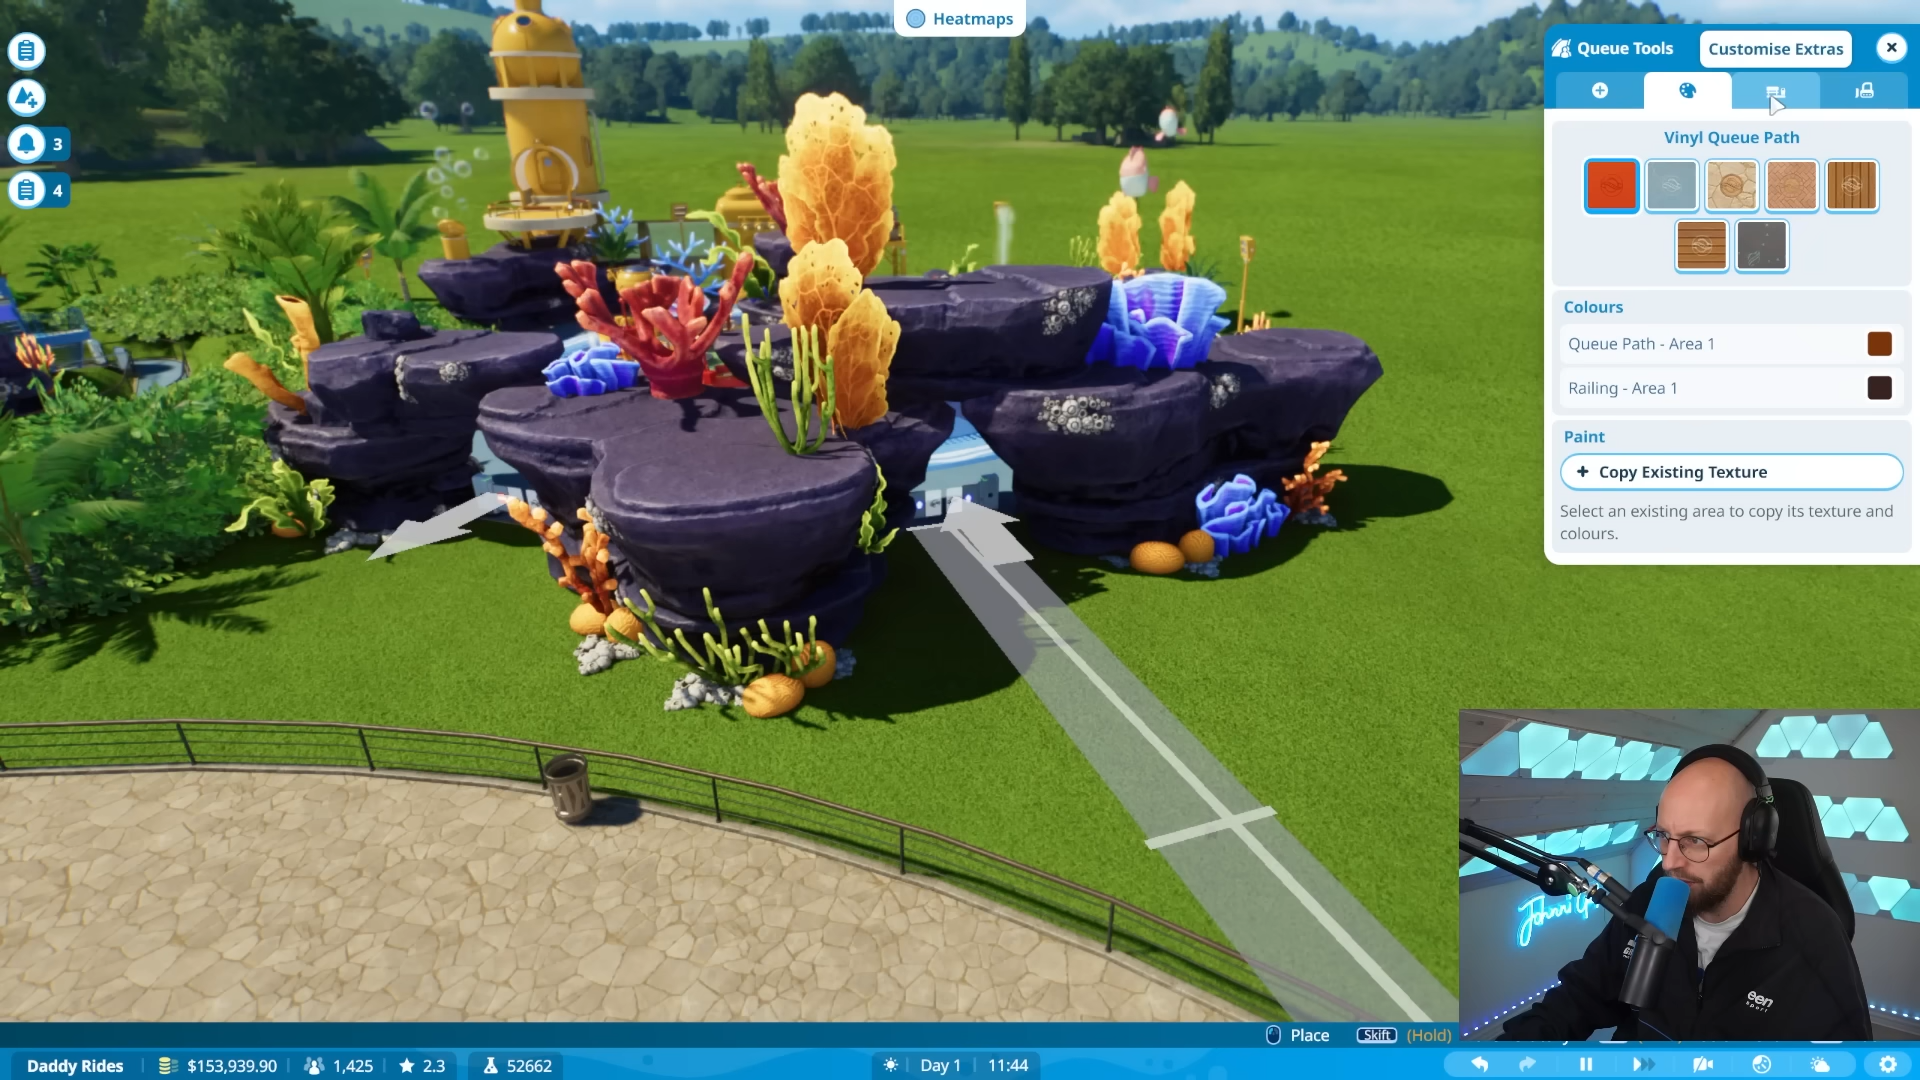 Heatmaps
Queue Tools
Customise Extras
3
4
Vinyl Queue Path
Colours
Queue Path - Area 1
Railing - Area 1
Paint
+ Copy Existing Texture
Select an existing area to copy its texture and
colours.
een
sport
Place
Skift
(Hold)
Daddy Rides
$153,939.90
1,425
2.3
52662
Day 1
11:44